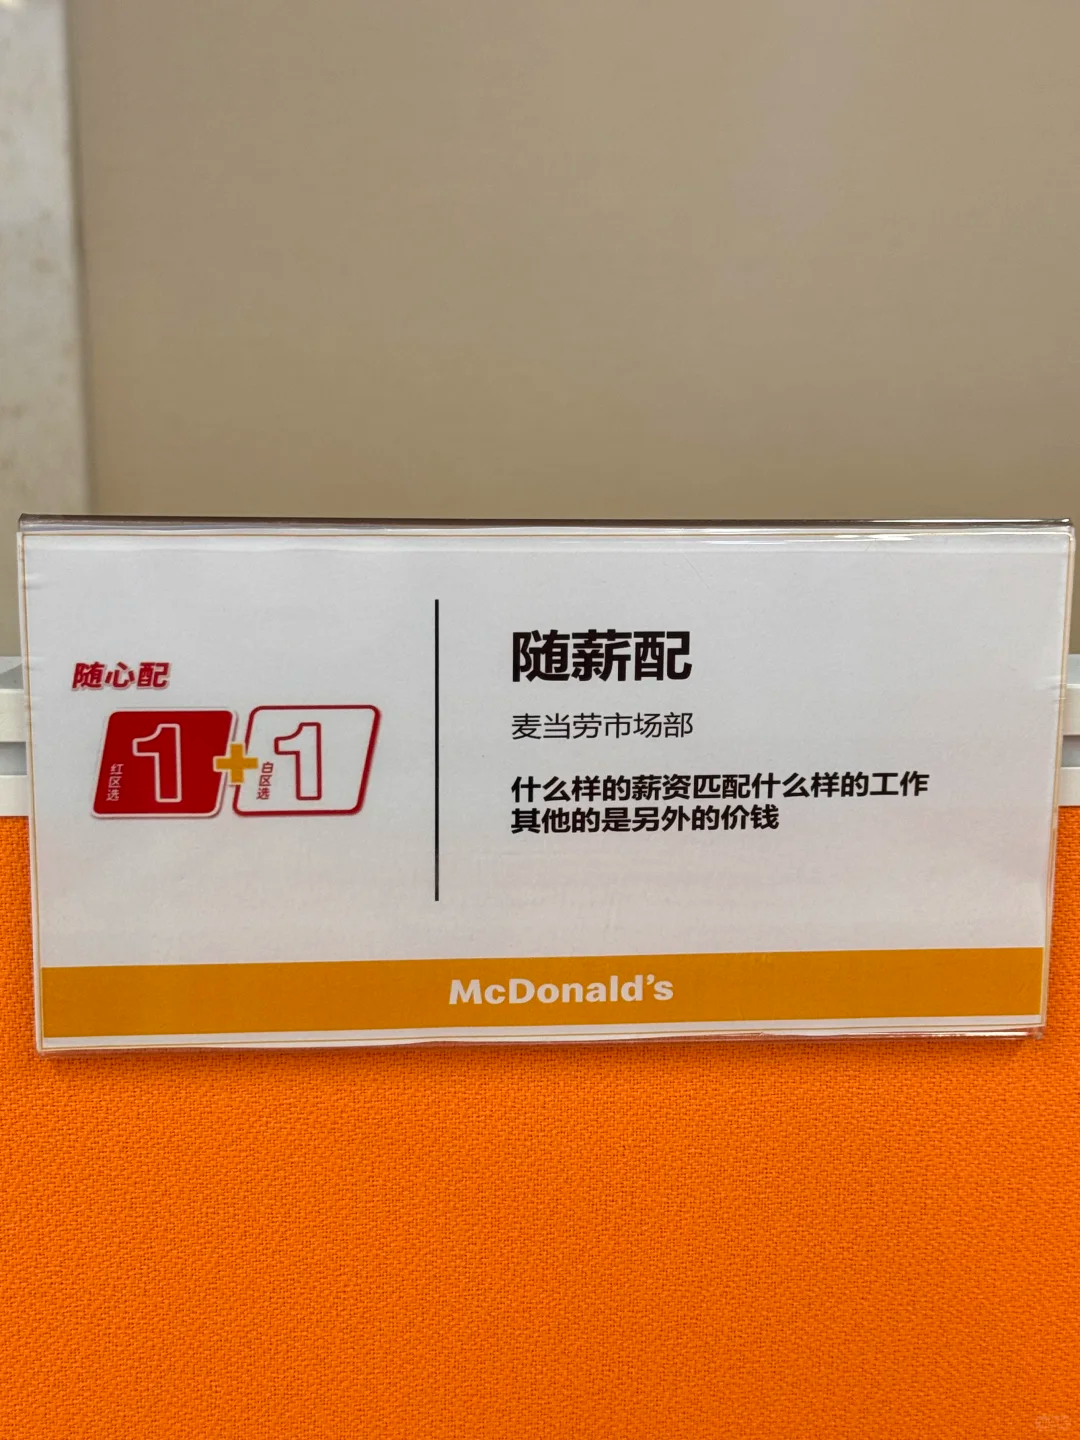 随心配
红区选
1+1
白区选
随薪配
麦当劳市场部
什么样的薪资匹配什么样的工作
其他的是另外的价钱
McDonald's